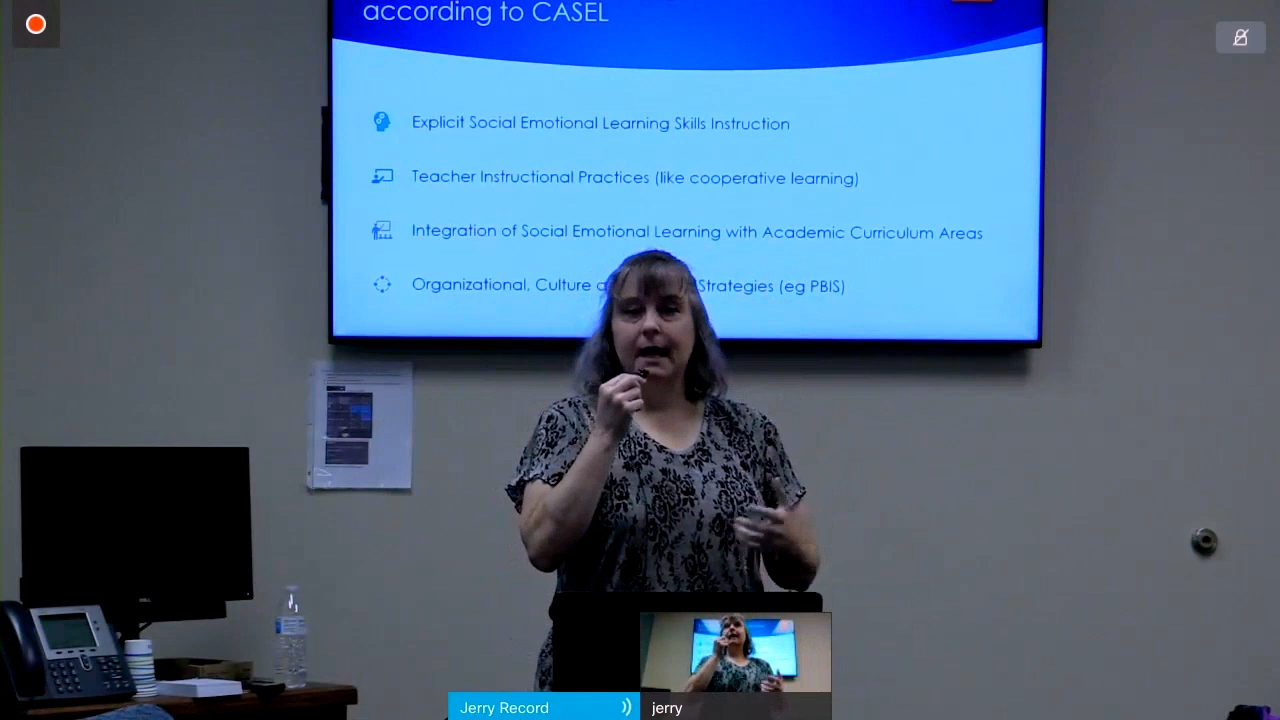 according to CASEL
Explicit Social Emotional Learning Skills Instruction
Teacher Instructional Practices (like cooperative learning)
Integration of Social Emotional Learning with Academic Curriculum Areas
Organizational, Culture Strategies (eg PBIS)
Jerry Record
jerry